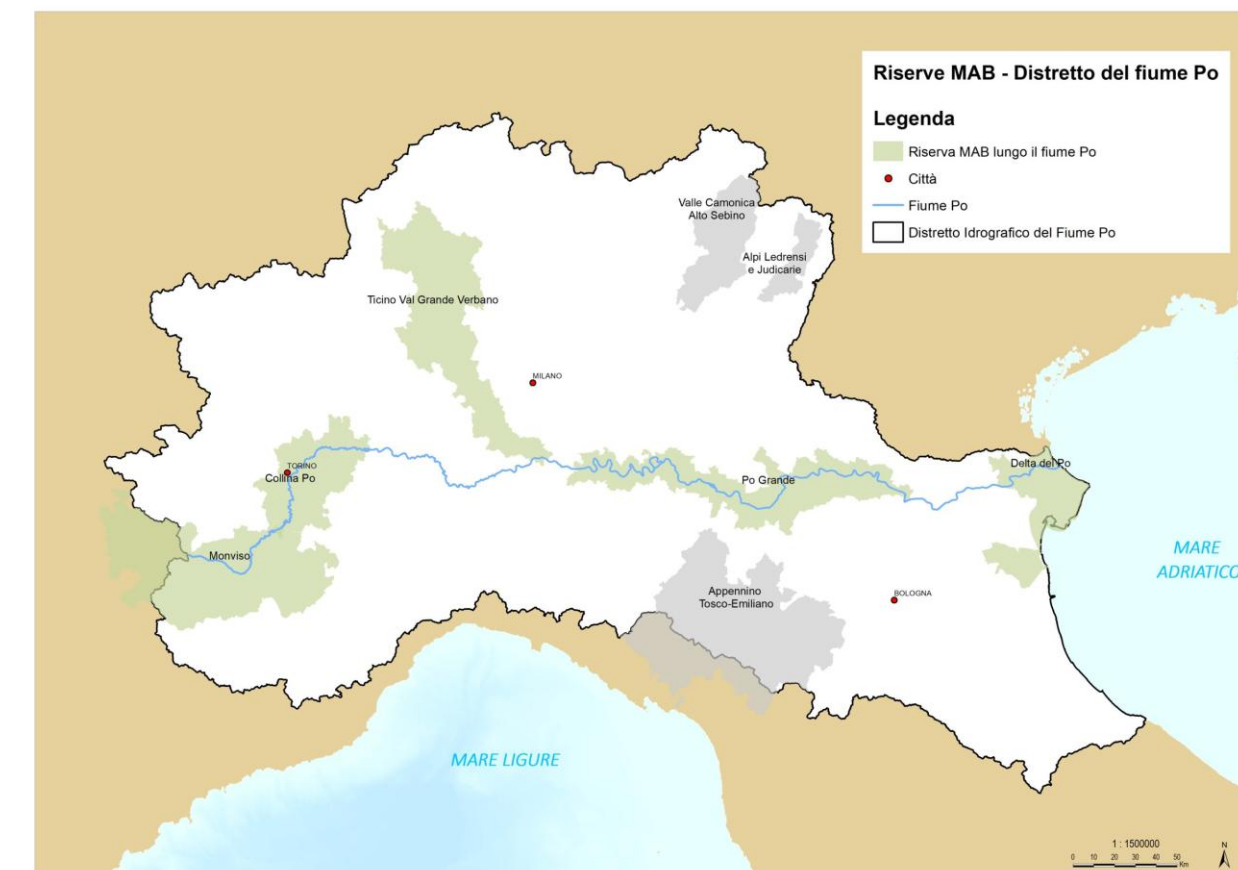 Riserve MAB - Distretto del fiume Po
Legenda
Riserva MAB lungo il fiume Po
Città
Fiume Po
Distretto Idrografico del Fiume Po
Valle Camonica
Alto Sebino
Alpi Ledrensi
e Judicarie
Ticino Val Grande Verbano
MILANO
TORINO
Collina Po
Delta del Po
Po Grande
Monviso
MARE
ADRIATICO
Appennino
Tosco-Emiliano
BOLOGNA
MARE LIGURE
1 : 1500000
N
0 10 20 30 40 50
Km